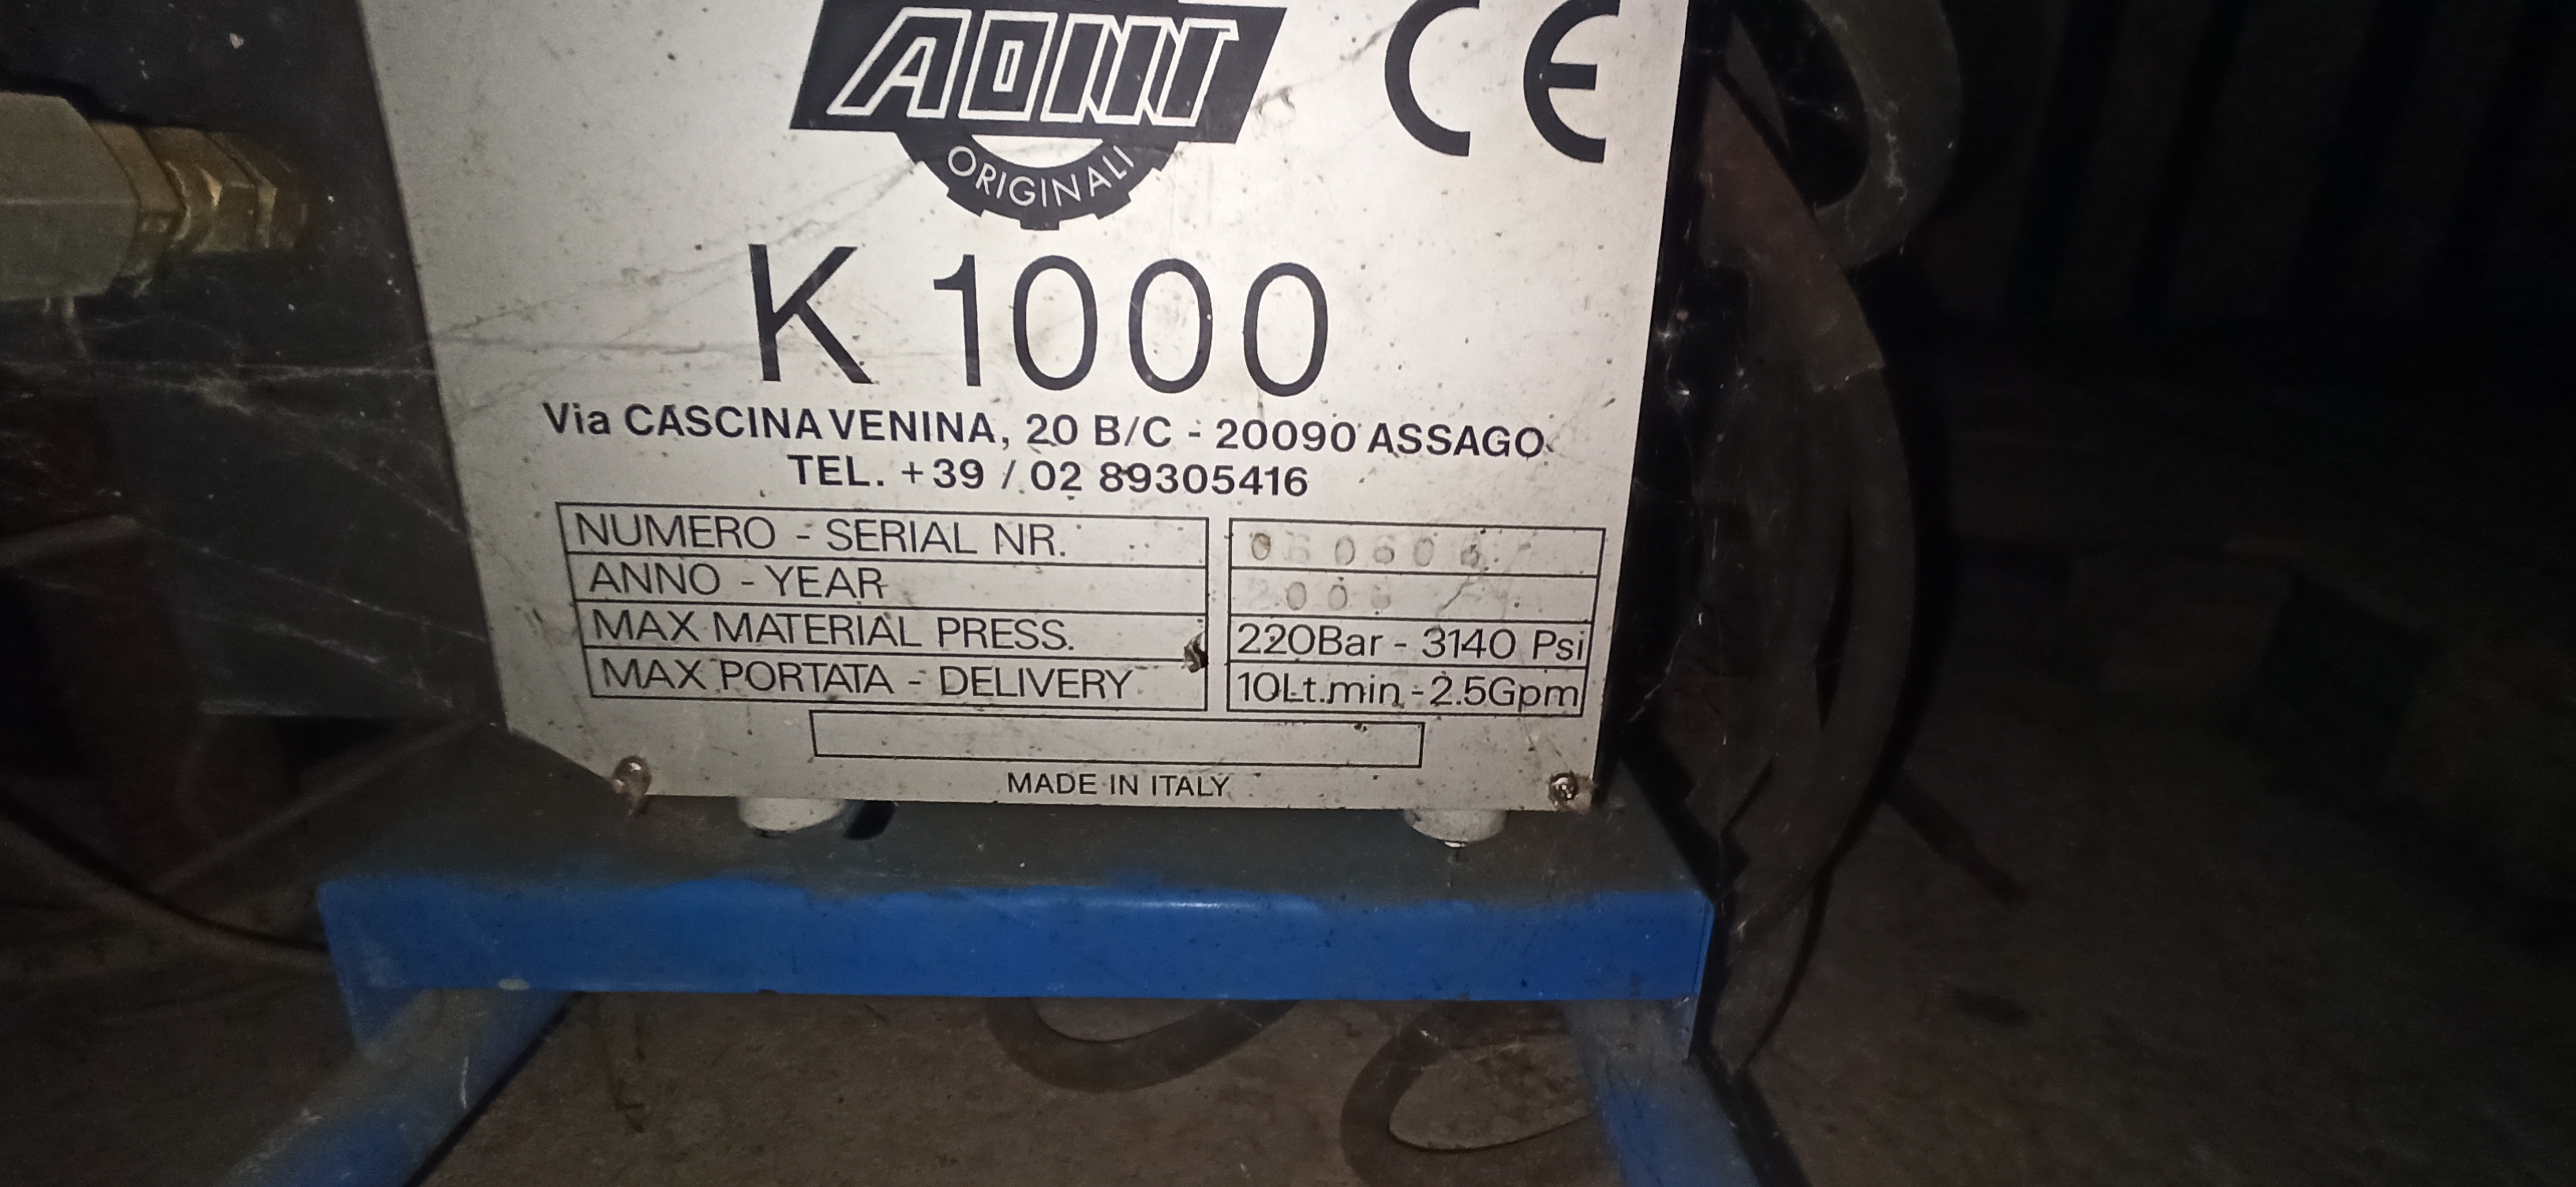 CE
ORIGINALI
K 1000
Via CASCINA VENINA, 20 B/C - 20090 ASSAGO
TEL. +39 / 02 89305416
NUMERO - SERIAL NR.
ANNO - YEAR
MAX MATERIAL PRESS. 220Bar - 3140 Psi
MAX PORTATA - DELIVERY 10Lt.min - 2.5Gpm
MADE IN ITALY